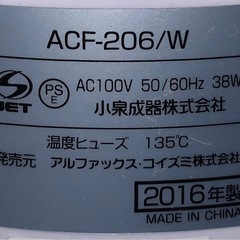 ACF-206/W
JET PS E AC100V 50/60Hz 38W
小泉成器株式会社
温度ヒューズ 135℃
発売元 アルファックス・コイズミ株式会社
2016年製
MADE IN CHINA